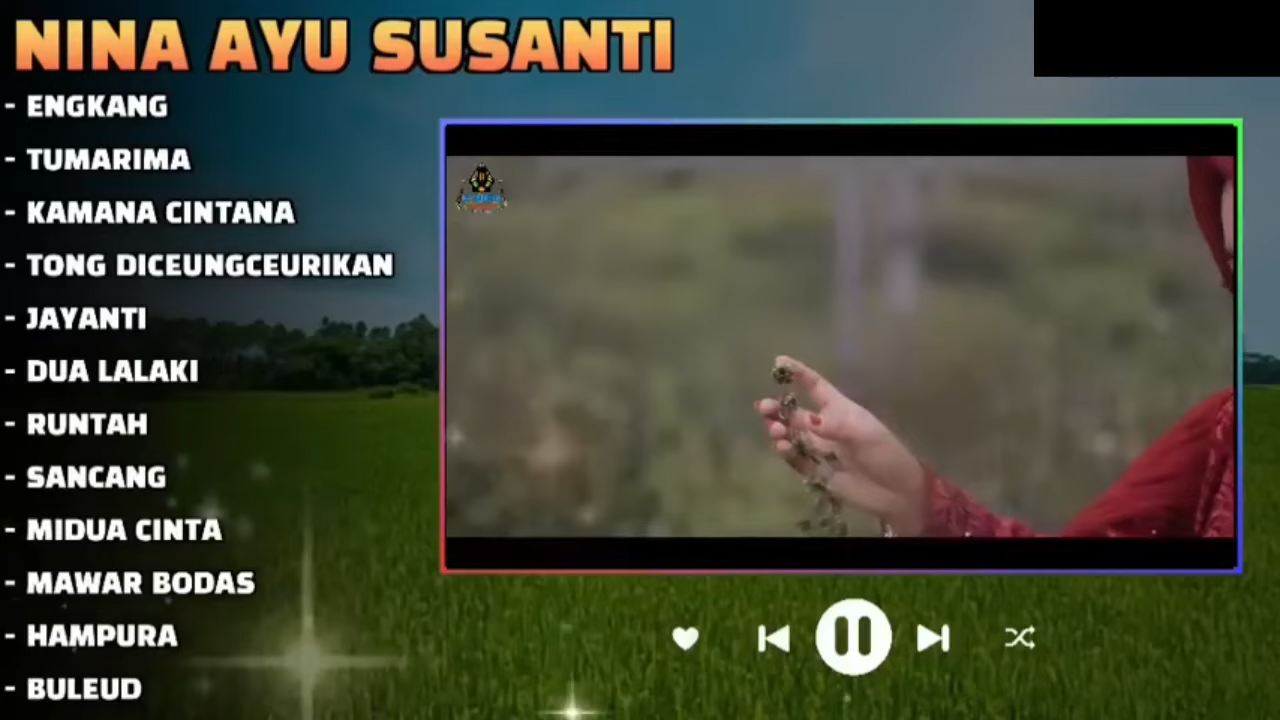 NINA AYU SUSANTI
- ENGKANG
- TUMARIMA
- KAMANA CINTANA
- TONG DICEUNGCEURIKAN
- JAYANTI
- DUA LALAKI
- RUNTAH
- SANCANG
- MIDUA CINTA
- MAWAR BODAS
- HAMPURA
- BULEUD